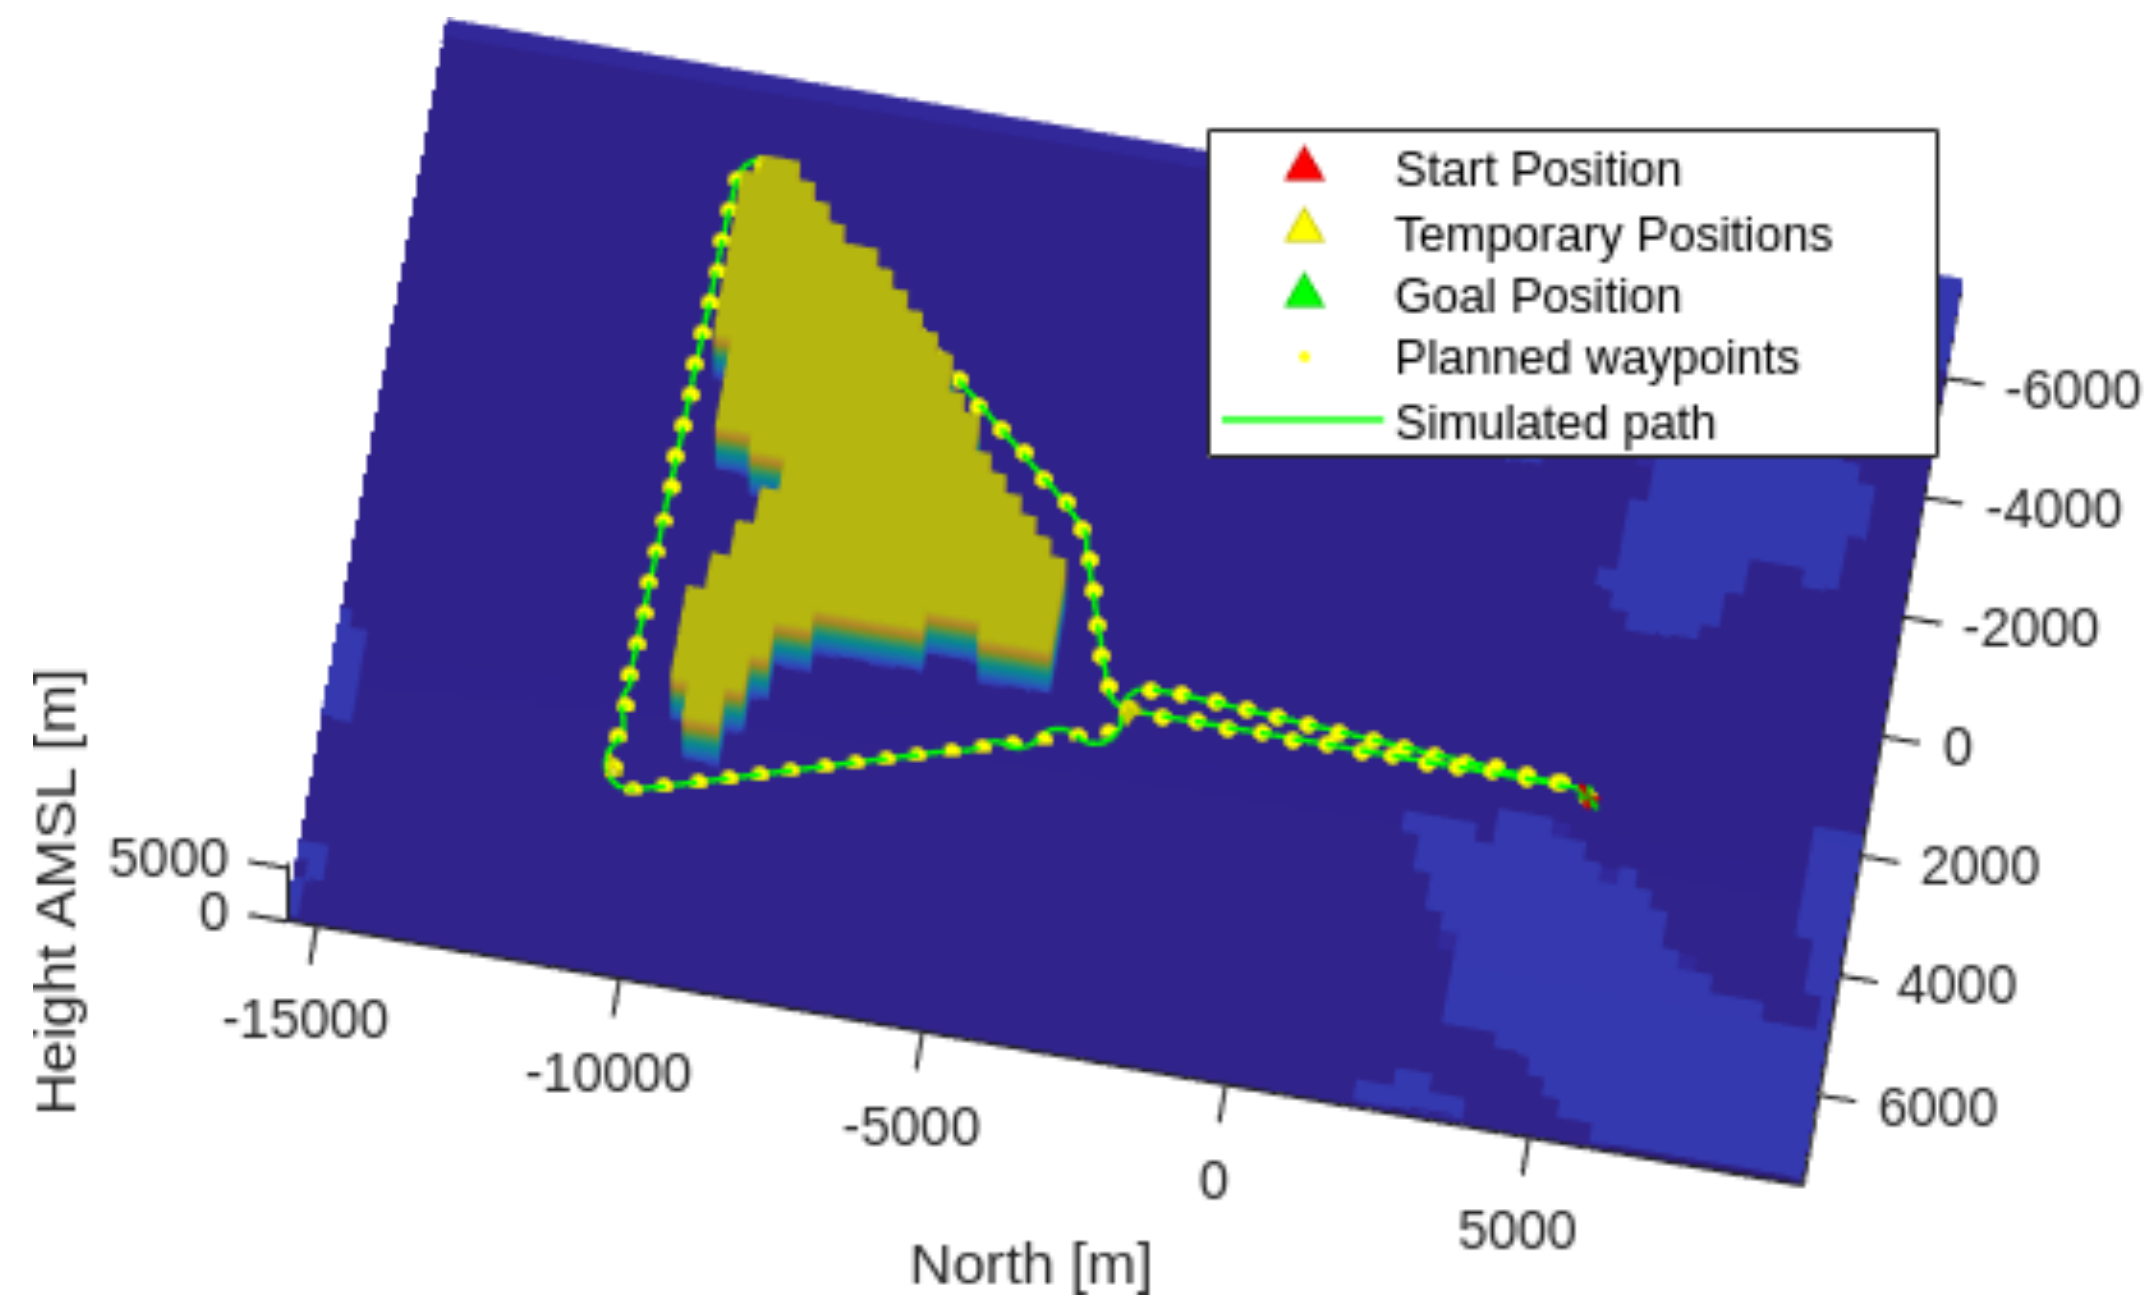 Start Position
Temporary Positions
Goal Position
Planned waypoints
Simulated path
-6000
-4000
-2000
0
2000
4000
6000
Height AMSL [m]
5000
0
-15000
-10000
-5000
0
5000
North [m]